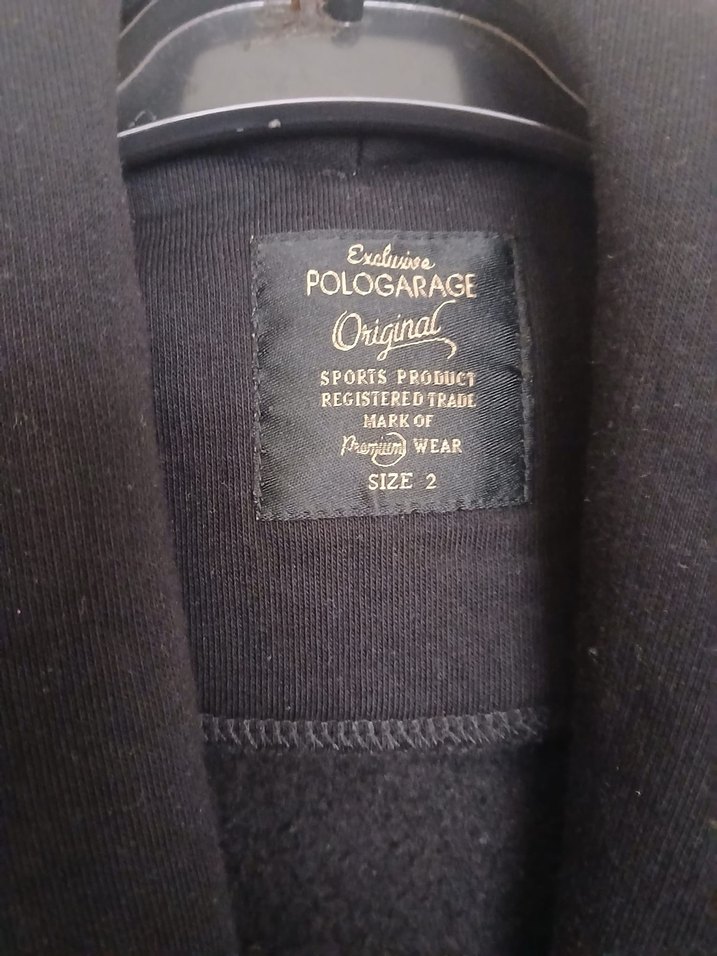 Exclusive
POLOGARAGE
Original
SPORTS PRODUCT
REGISTERED TRADE
MARK OF
Premium WEAR
SIZE 2